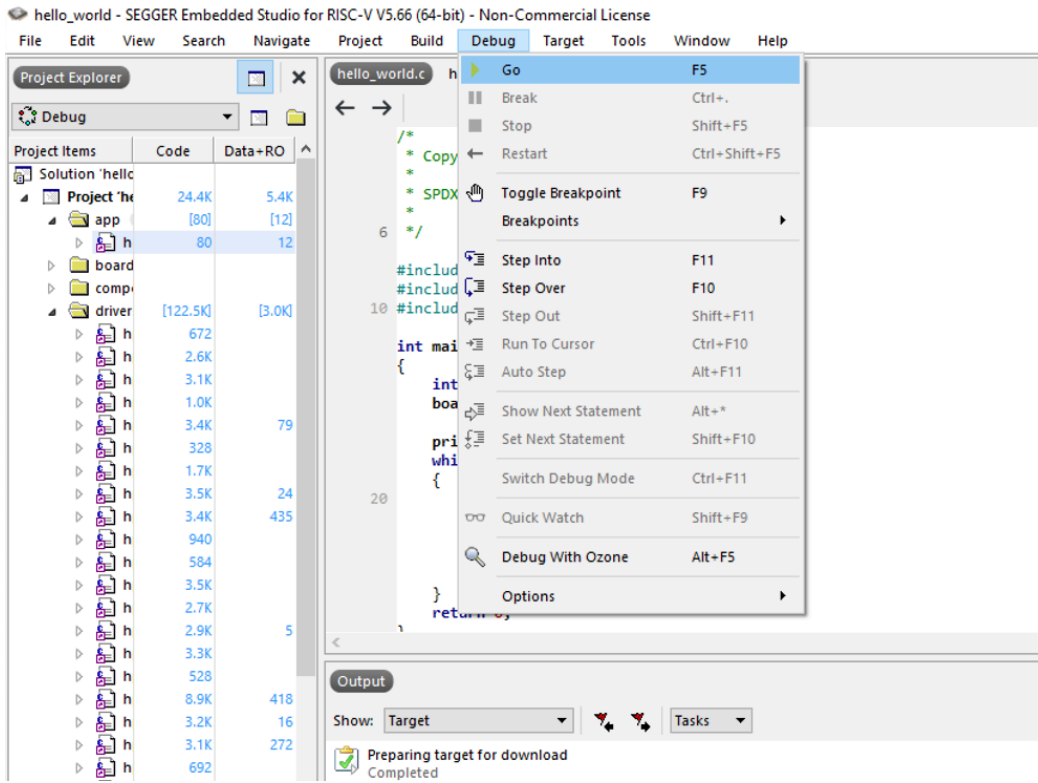 hello_world - SEGGER Embedded Studio for RISC-V V5.66 (64-bit) - Non-Commercial License
File Edit View Search Navigate Project Build Debug Target Tools Window Help
Project Explorer
Debug
Project Items Code Data+RO
Solution 'hello
Project 'he 24.4K 5.4K
app [80] [12]
h 80 12
board
comp
driver [122.5K] [3.0K]
h 672
h 2.6K
h 3.1K
h 1.0K
h 3.4K 79
h 328
h 1.7K
h 3.5K 24
h 3.4K 435
h 940
h 584
h 3.5K
h 2.7K
h 2.9K 5
h 3.3K
h 528
h 8.9K 418
h 3.2K 16
h 3.1K 272
h 692
hello_world.c h
/*
* Copy
*
* SPDX
*
6 */
#includ
#includ
10 #includ
int mai
{
int
boa
pri
whi
{
20
}
return 0;
}
Go F5
Break Ctrl+.
Stop Shift+F5
Restart Ctrl+Shift+F5
Toggle Breakpoint F9
Breakpoints
Step Into F11
Step Over F10
Step Out Shift+F11
Run To Cursor Ctrl+F10
Auto Step Alt+F11
Show Next Statement Alt+*
Set Next Statement Shift+F10
Switch Debug Mode Ctrl+F11
Quick Watch Shift+F9
Debug With Ozone Alt+F5
Options
Output
Show: Target Tasks
Preparing target for download
Completed